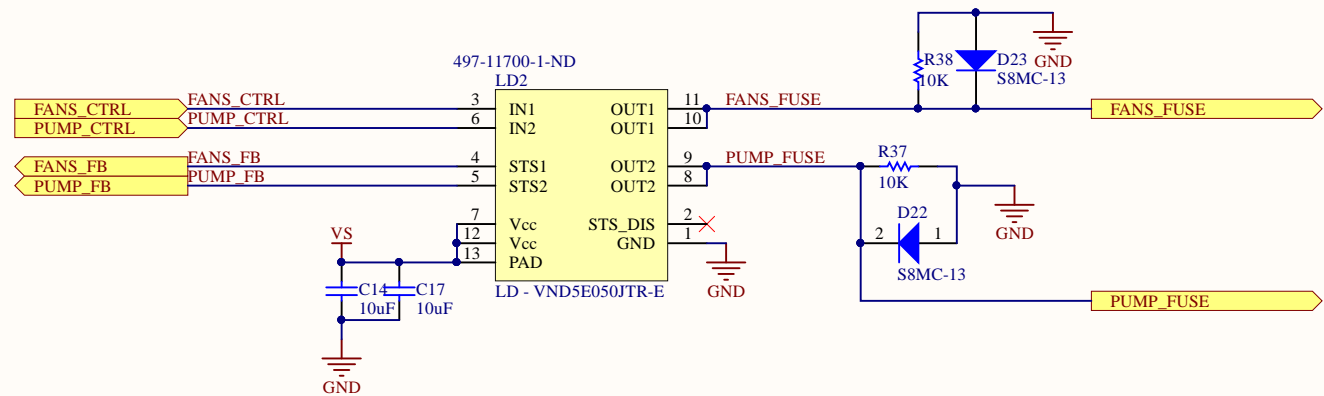 497-11700-1-ND
LD2
R38
10K
D23
S8MC-13
GND
FANS_CTRL
FANS_CTRL
3
IN1
OUT1
11
FANS_FUSE
FANS_FUSE
PUMP_CTRL
PUMP_CTRL
6
IN2
OUT1
10
FANS_FB
FANS_FB
4
STS1
OUT2
9
PUMP_FUSE
R37
10K
PUMP_FB
PUMP_FB
5
STS2
OUT2
8
GND
7
Vcc
STS_DIS
2
D22
2
1
S8MC-13
VS
12
Vcc
GND
1
13
PAD
GND
C14
10uF
C17
10uF
LD - VND5E050JTR-E
PUMP_FUSE
GND